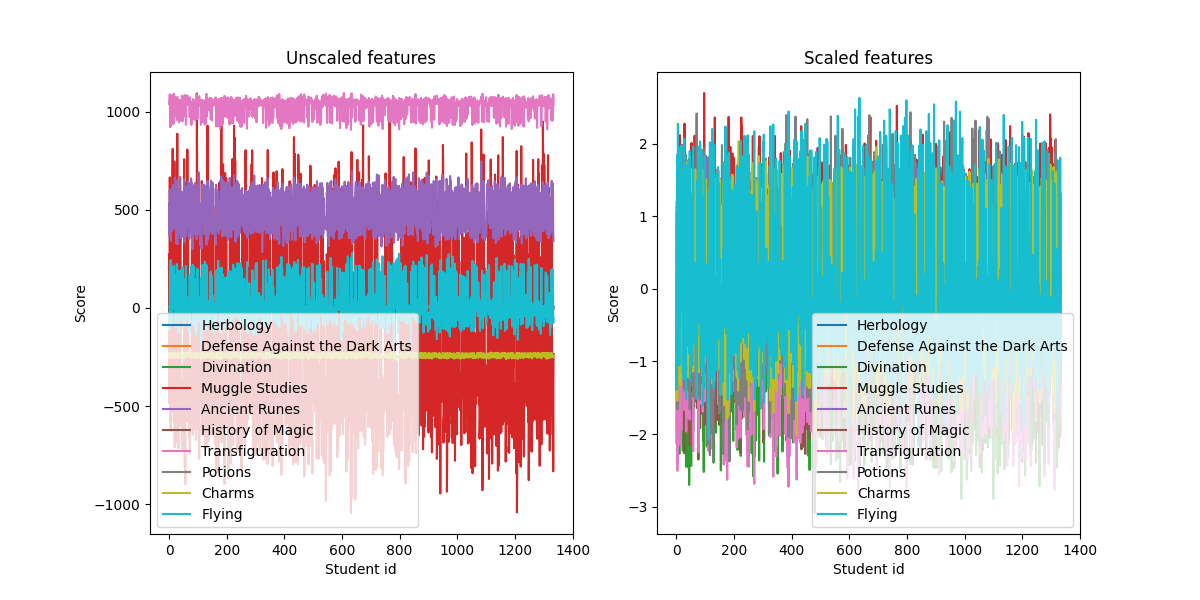 Unscaled features
Score
1000
500
0
−500
−1000
Herbology
Defense Against the Dark Arts
Divination
Muggle Studies
Ancient Runes
History of Magic
Transfiguration
Potions
Charms
Flying
0 200 400 600 800 1000 1200 1400
Student id
Scaled features
Score
2
1
0
−1
−2
−3
Herbology
Defense Against the Dark Arts
Divination
Muggle Studies
Ancient Runes
History of Magic
Transfiguration
Potions
Charms
Flying
0 200 400 600 800 1000 1200 1400
Student id